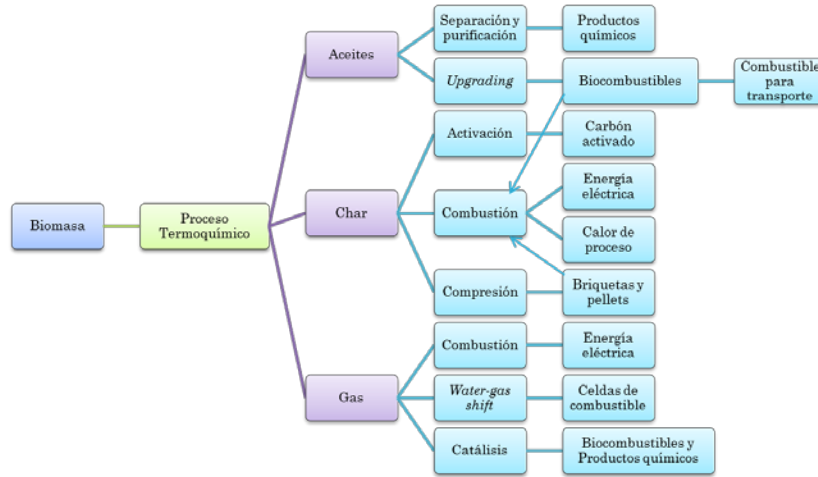 Biomasa
Proceso
Termoquímico
Aceites
Separación y
purificación
Productos
químicos
Upgrading
Biocombustibles
Combustible
para
transporte
Char
Activación
Carbón
activado
Combustión
Energía
eléctrica
Calor de
proceso
Compresión
Briquetas y
pellets
Gas
Combustión
Energía
eléctrica
Water-gas
shift
Celdas de
combustible
Catálisis
Biocombustibles y
Productos químicos